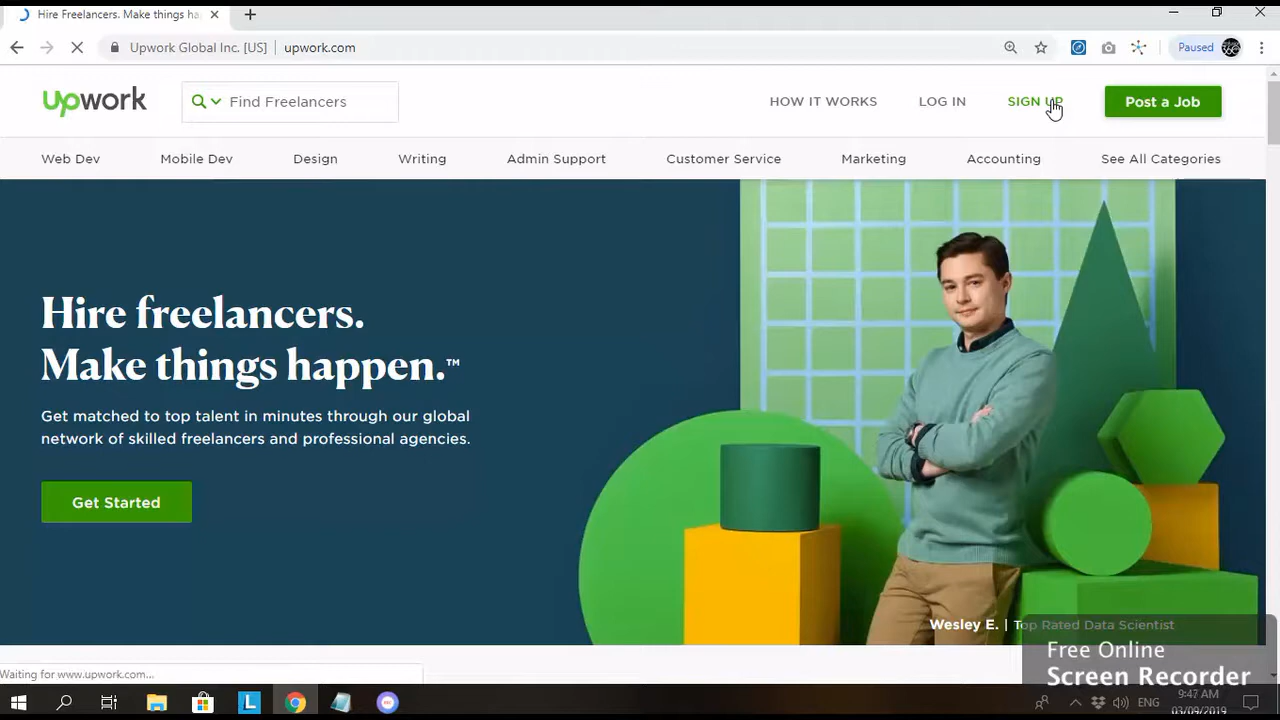 Hire Freelancers. Make things ha
Upwork Global Inc. [US] | upwork.com
Paused
upwork
Find Freelancers
HOW IT WORKS
LOG IN
SIGN UP
Post a Job
Web Dev
Mobile Dev
Design
Writing
Admin Support
Customer Service
Marketing
Accounting
See All Categories
Hire freelancers.
Make things happen.™
Get matched to top talent in minutes through our global
network of skilled freelancers and professional agencies.
Get Started
Wesley E. | Top Rated Data Scientist
Waiting for www.upwork.com...
Free Online
Screen Recorder
L
ENG
9:47 AM
03/09/2019